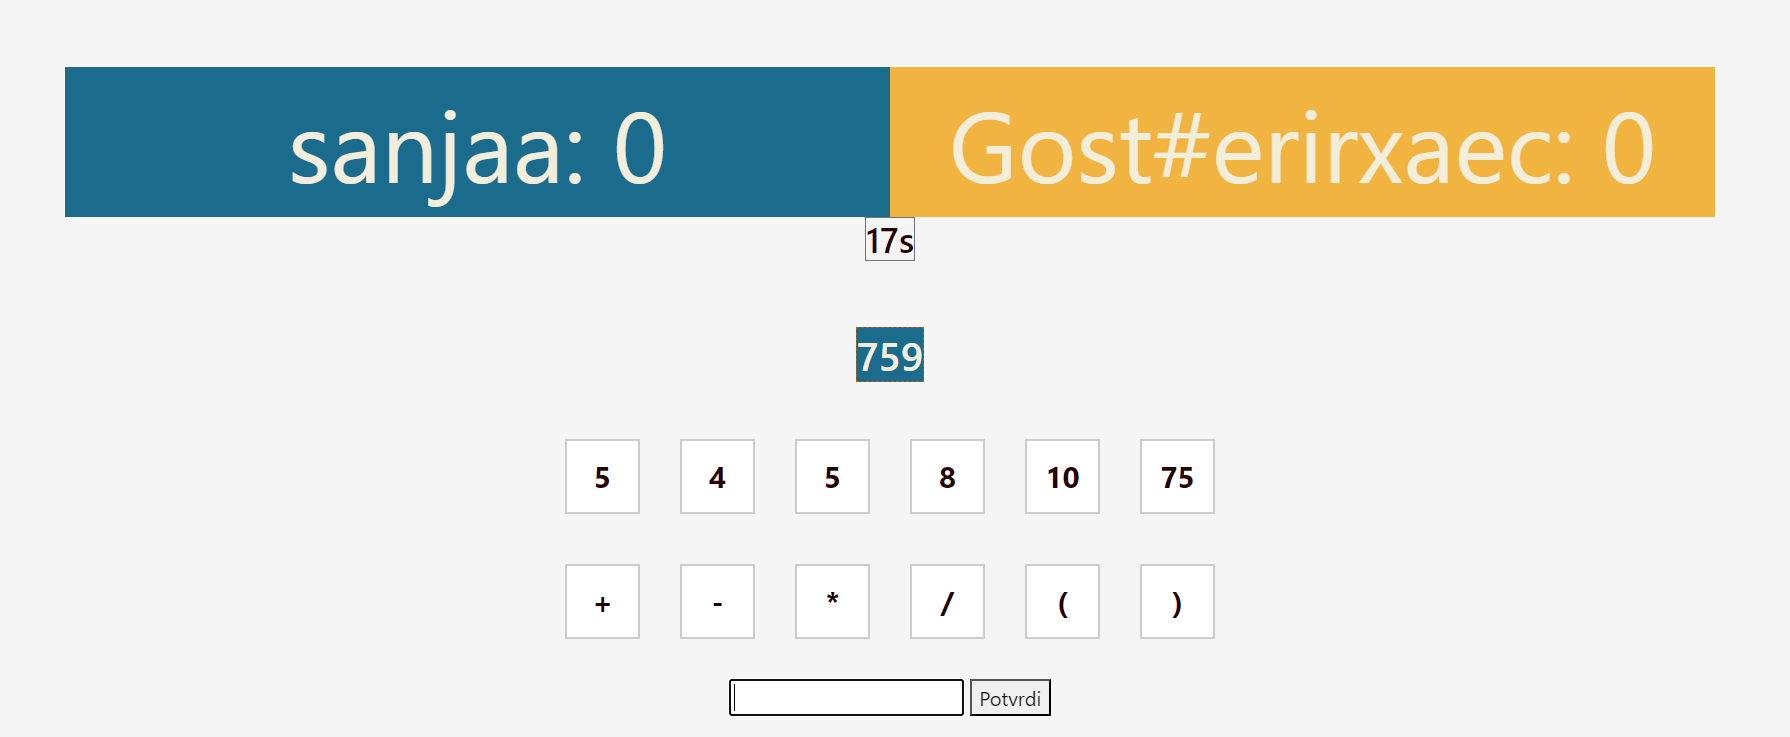 sanjaa: 0 Gost#erirxaec: 0
17s
759
5 4 5 8 10 75
+ - * / ( )
Potvrdi